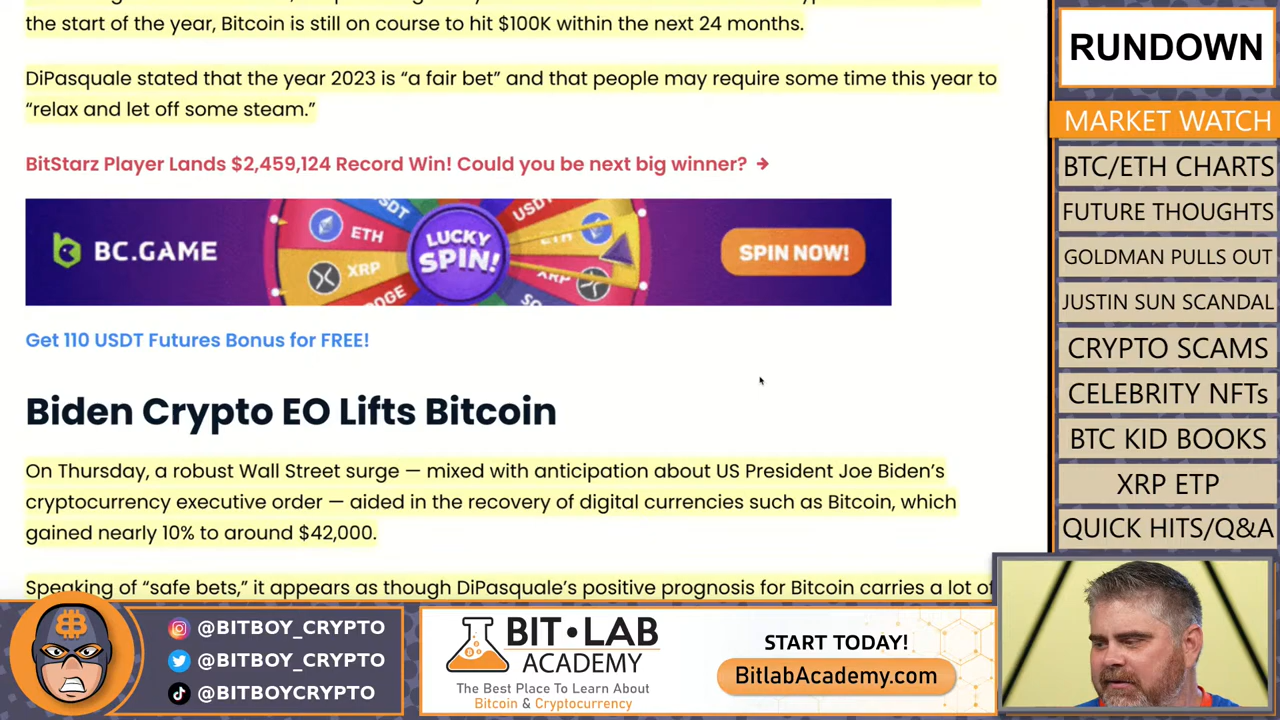 the start of the year, Bitcoin is still on course to hit $100K within the next 24 months.
DiPasquale stated that the year 2023 is “a fair bet” and that people may require some time this year to
“relax and let off some steam.”
BitStarz Player Lands $2,459,124 Record Win! Could you be next big winner? →
BC.GAME
USDT
ETH
XRP
LUCKY
SPIN!
USDT
ETH
XRP
SPIN NOW!
Get 110 USDT Futures Bonus for FREE!
Biden Crypto EO Lifts Bitcoin
On Thursday, a robust Wall Street surge — mixed with anticipation about US President Joe Biden’s
cryptocurrency executive order — aided in the recovery of digital currencies such as Bitcoin, which
gained nearly 10% to around $42,000.
Speaking of “safe bets,” it appears as though DiPasquale’s positive prognosis for Bitcoin carries a lot of
RUNDOWN
MARKET WATCH
BTC/ETH CHARTS
FUTURE THOUGHTS
GOLDMAN PULLS OUT
JUSTIN SUN SCANDAL
CRYPTO SCAMS
CELEBRITY NFTs
BTC KID BOOKS
XRP ETP
QUICK HITS/Q&A
@BITBOY_CRYPTO
@BITBOY_CRYPTO
@BITBOYCRYPTO
BIT•LAB
ACADEMY
The Best Place To Learn About
Bitcoin & Cryptocurrency
START TODAY!
BitlabAcademy.com